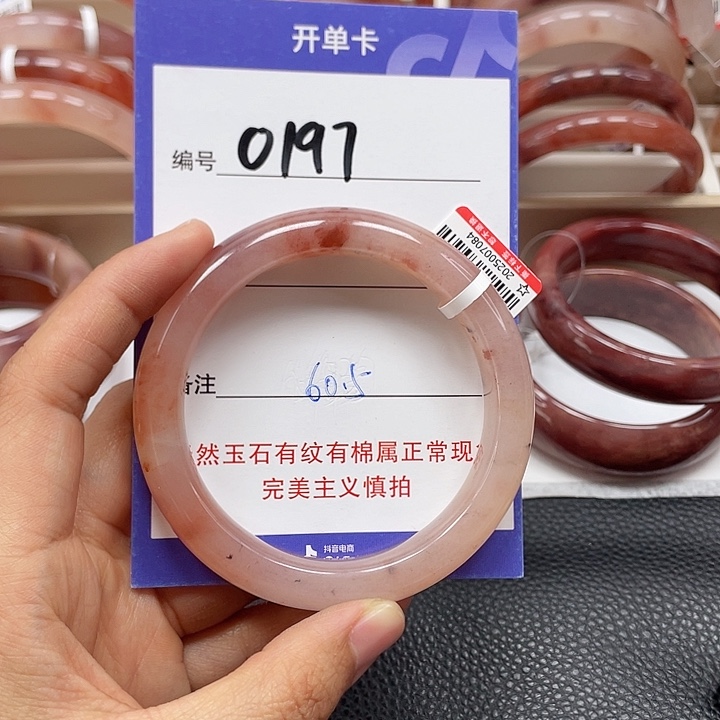 开单卡
编号 0197
2025007084
备注 60.5
然玉石有纹有棉属正常现
完美主义慎拍
抖音电商